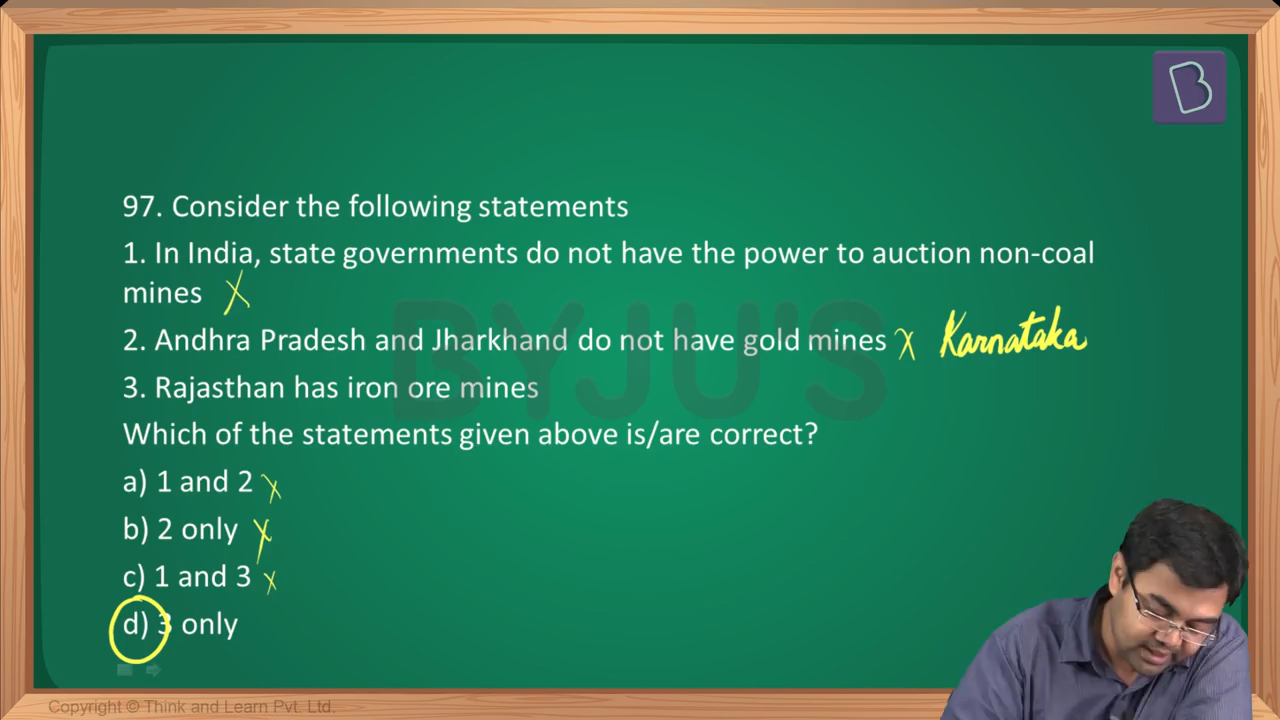 B
97. Consider the following statements
1. In India, state governments do not have the power to auction non-coal
mines X
2. Andhra Pradesh and Jharkhand do not have gold mines X Karnataka
3. Rajasthan has iron ore mines
BYJU'S
Which of the statements given above is/are correct?
a) 1 and 2 X
b) 2 only X
c) 1 and 3 X
d) 3 only
Copyright © Think and Learn Pvt. Ltd.